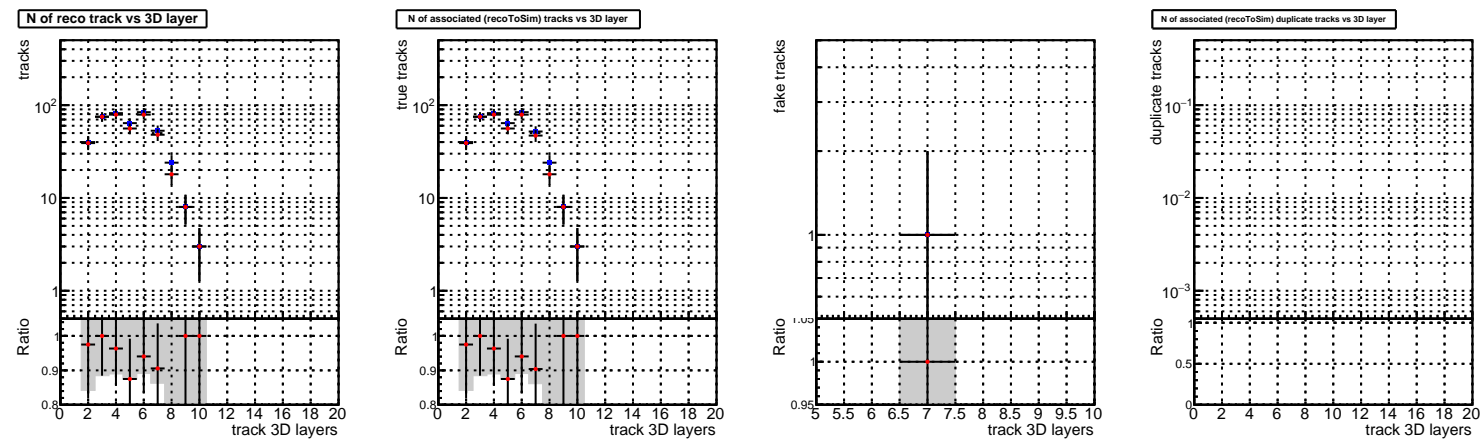 N of reco track vs 3D layer
tracks
10²
10
1
Ratio
1
0.9
0.8
0 2 4 6 8 10 12 14 16 18 20
track 3D layers
N of associated (recoToSim) tracks vs 3D layer
true tracks
10²
10
1
Ratio
1
0.9
0.8
0 2 4 6 8 10 12 14 16 18 20
track 3D layers
fake tracks
1
Ratio
1.05
1
0.95
5 5.5 6 6.5 7 7.5 8 8.5 9 9.5 10
track 3D layers
N of associated (recoToSim) duplicate tracks vs 3D layer
duplicate tracks
10⁻¹
10⁻²
10⁻³
Ratio
1
0.5
0
0 2 4 6 8 10 12 14 16 18 20
track 3D layers